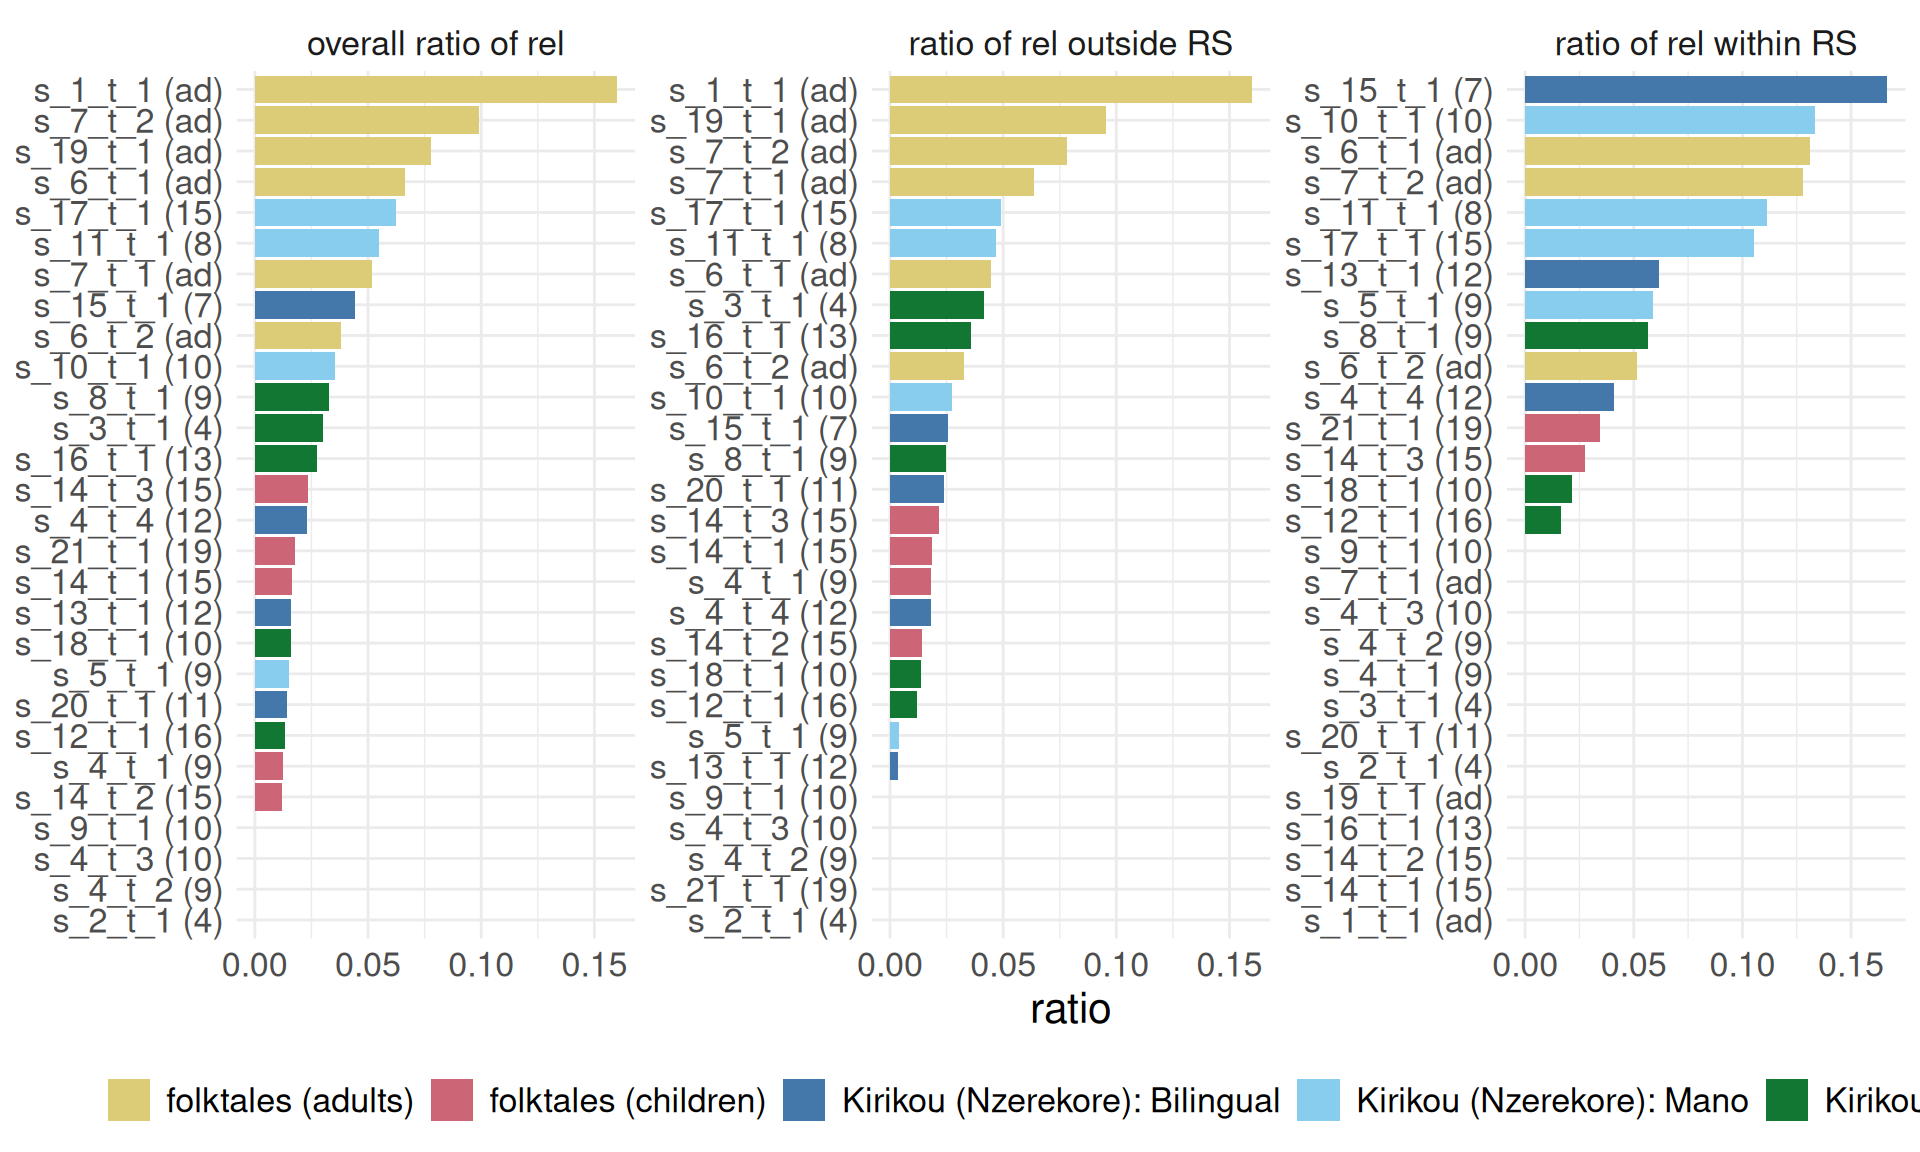 overall ratio of rel
s_1_t_1 (ad)
s_7_t_2 (ad)
s_19_t_1 (ad)
s_6_t_1 (ad)
s_17_t_1 (15)
s_11_t_1 (8)
s_7_t_1 (ad)
s_15_t_1 (7)
s_6_t_2 (ad)
s_10_t_1 (10)
s_8_t_1 (9)
s_3_t_1 (4)
s_16_t_1 (13)
s_14_t_3 (15)
s_4_t_4 (12)
s_21_t_1 (19)
s_14_t_1 (15)
s_13_t_1 (12)
s_18_t_1 (10)
s_5_t_1 (9)
s_20_t_1 (11)
s_12_t_1 (16)
s_4_t_1 (9)
s_14_t_2 (15)
s_9_t_1 (10)
s_4_t_3 (10)
s_4_t_2 (9)
s_2_t_1 (4)
0.00 0.05 0.10 0.15
ratio of rel outside RS
s_1_t_1 (ad)
s_19_t_1 (ad)
s_7_t_2 (ad)
s_7_t_1 (ad)
s_17_t_1 (15)
s_11_t_1 (8)
s_6_t_1 (ad)
s_3_t_1 (4)
s_16_t_1 (13)
s_6_t_2 (ad)
s_10_t_1 (10)
s_15_t_1 (7)
s_8_t_1 (9)
s_20_t_1 (11)
s_14_t_3 (15)
s_14_t_1 (15)
s_4_t_1 (9)
s_4_t_4 (12)
s_14_t_2 (15)
s_18_t_1 (10)
s_12_t_1 (16)
s_5_t_1 (9)
s_13_t_1 (12)
s_9_t_1 (10)
s_4_t_3 (10)
s_4_t_2 (9)
s_21_t_1 (19)
s_2_t_1 (4)
0.00 0.05 0.10 0.15
ratio of rel within RS
s_15_t_1 (7)
s_10_t_1 (10)
s_6_t_1 (ad)
s_7_t_2 (ad)
s_11_t_1 (8)
s_17_t_1 (15)
s_13_t_1 (12)
s_5_t_1 (9)
s_8_t_1 (9)
s_6_t_2 (ad)
s_4_t_4 (12)
s_21_t_1 (19)
s_14_t_3 (15)
s_18_t_1 (10)
s_12_t_1 (16)
s_9_t_1 (10)
s_7_t_1 (ad)
s_4_t_3 (10)
s_4_t_2 (9)
s_4_t_1 (9)
s_3_t_1 (4)
s_20_t_1 (11)
s_2_t_1 (4)
s_19_t_1 (ad)
s_16_t_1 (13)
s_14_t_2 (15)
s_14_t_1 (15)
s_1_t_1 (ad)
0.00 0.05 0.10 0.15
ratio
folktales (adults) folktales (children) Kirikou (Nzerekore): Bilingual Kirikou (Nzerekore): Mano